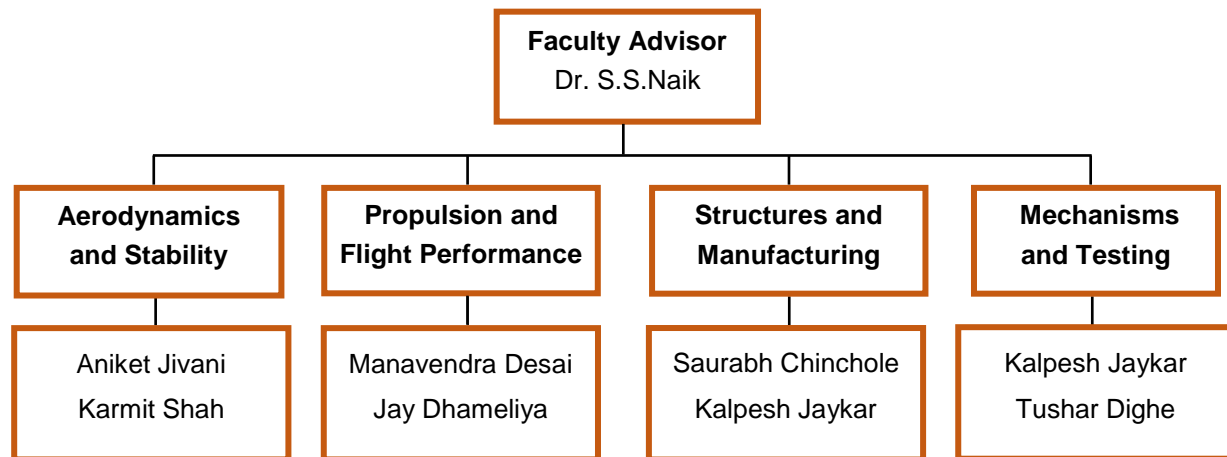 Faculty Advisor
Dr. S.S.Naik
Aerodynamics
and Stability
Propulsion and
Flight Performance
Structures and
Manufacturing
Mechanisms
and Testing
Aniket Jivani
Karmit Shah
Manavendra Desai
Jay Dhameliya
Saurabh Chinchole
Kalpesh Jaykar
Kalpesh Jaykar
Tushar Dighe